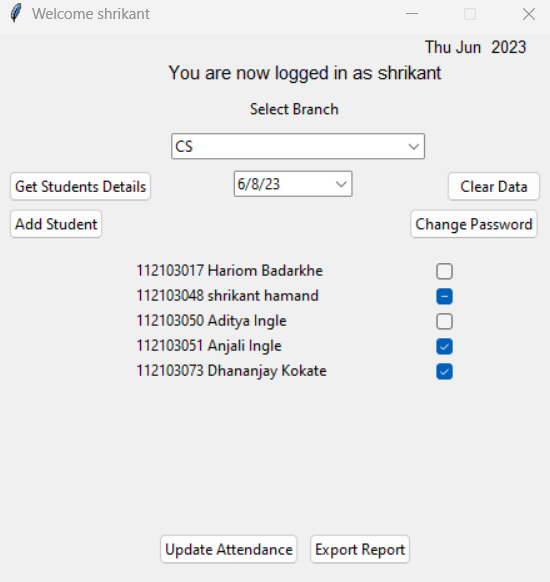 Welcome shrikant
Thu Jun 2023
You are now logged in as shrikant
Select Branch
CS
Get Students Details
6/8/23
Clear Data
Add Student
Change Password
112103017 Hariom Badarkhe
112103048 shrikant hamand
112103050 Aditya Ingle
112103051 Anjali Ingle
112103073 Dhananjay Kokate
Update Attendance
Export Report